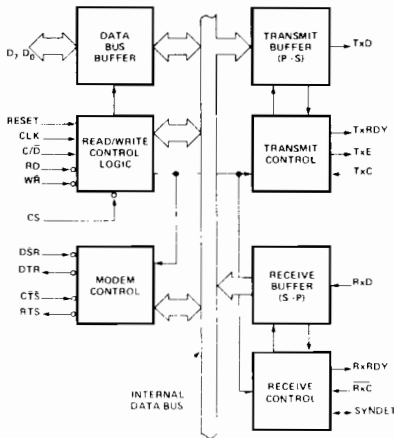 DATA
BUS
BUFFER
D7 D0
TRANSMIT
BUFFER
(P - S)
TxD
RESET
CLK
C/D̅
RD
WR
CS
READ/WRITE
CONTROL
LOGIC
TRANSMIT
CONTROL
TxRDY
TxE
TxC
DSR
DTR
CTS
RTS
MODEM
CONTROL
RECEIVE
BUFFER
(S - P)
RxD
INTERNAL
DATA BUS
RECEIVE
CONTROL
RxRDY
R̅x̅C̅
SYNDET